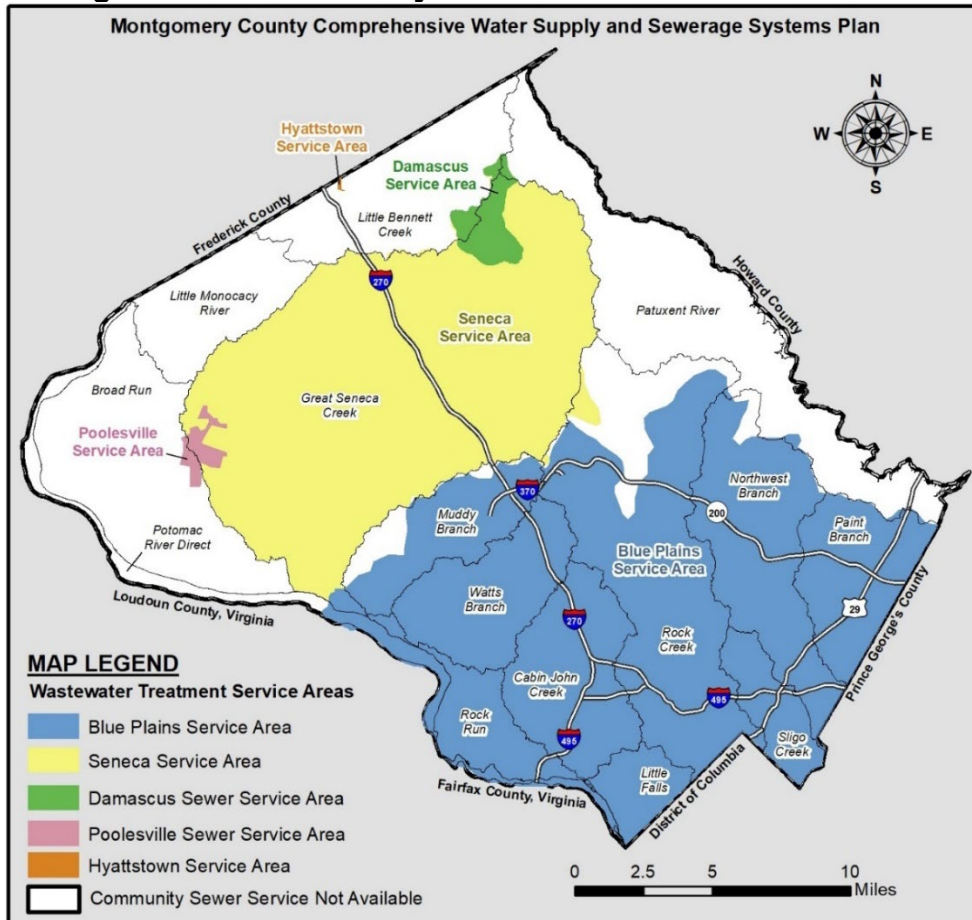 Montgomery County Comprehensive Water Supply and Sewerage Systems Plan
N
W
E
S
Hyattstown
Service Area
Damascus
Service Area
Frederick County
Little Bennett
Creek
270
Howard County
Little Monocacy
River
Seneca
Service Area
Patuxent River
Broad Run
Great Seneca
Creek
Poolesville
Service Area
370
Northwest
Branch
Muddy
Branch
200
Paint
Branch
Potomac
River Direct
Blue Plains
Service Area
Loudoun County, Virginia
Watts
Branch
29
270
Rock
Creek
Prince George's County
Cabin John
Creek
495
Rock
Run
495
Sligo
Creek
Little
Falls
District of Columbia
Fairfax County, Virginia
MAP LEGEND
Wastewater Treatment Service Areas
Blue Plains Service Area
Seneca Service Area
Damascus Sewer Service Area
Poolesville Sewer Service Area
Hyattstown Service Area
Community Sewer Service Not Available
0 2.5 5 10
Miles